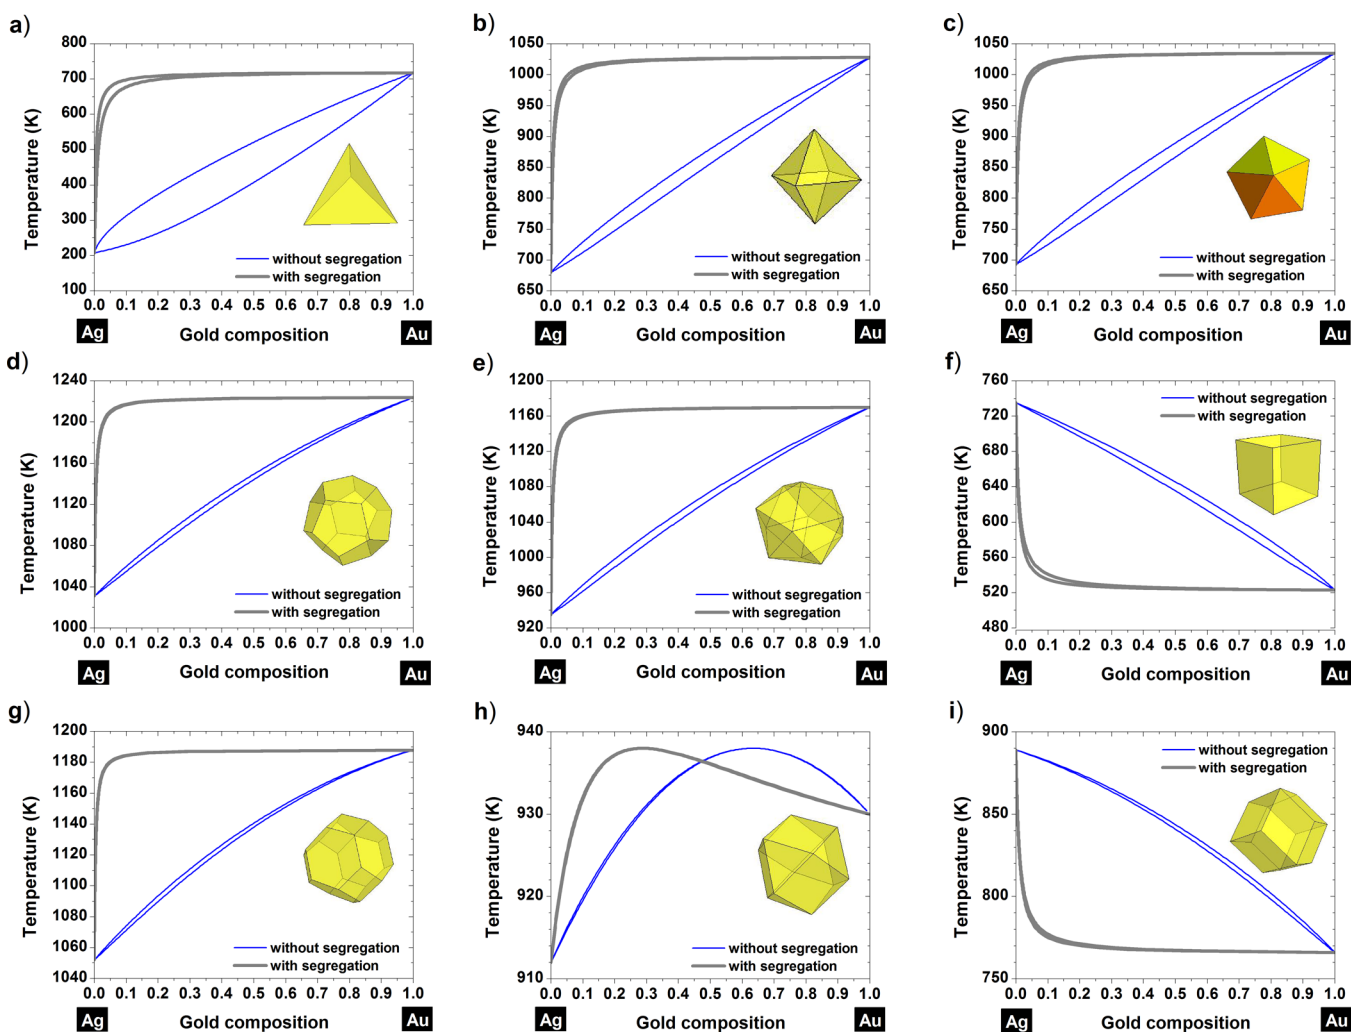 a)
Temperature (K)
800
700
600
500
400
300
200
100
without segregation
with segregation
0.0 0.1 0.2 0.3 0.4 0.5 0.6 0.7 0.8 0.9 1.0
Ag Gold composition Au
b)
Temperature (K)
1050
1000
950
900
850
800
750
700
650
without segregation
with segregation
0.0 0.1 0.2 0.3 0.4 0.5 0.6 0.7 0.8 0.9 1.0
Ag Gold composition Au
c)
Temperature (K)
1050
1000
950
900
850
800
750
700
650
without segregation
with segregation
0.0 0.1 0.2 0.3 0.4 0.5 0.6 0.7 0.8 0.9 1.0
Ag Gold composition Au
d)
Temperature (K)
1240
1200
1160
1120
1080
1040
1000
without segregation
with segregation
0.0 0.1 0.2 0.3 0.4 0.5 0.6 0.7 0.8 0.9 1.0
Ag Gold composition Au
e)
Temperature (K)
1200
1160
1120
1080
1040
1000
960
920
without segregation
with segregation
0.0 0.1 0.2 0.3 0.4 0.5 0.6 0.7 0.8 0.9 1.0
Ag Gold composition Au
f)
Temperature (K)
760
720
680
640
600
560
520
480
without segregation
with segregation
0.0 0.1 0.2 0.3 0.4 0.5 0.6 0.7 0.8 0.9 1.0
Ag Gold composition Au
g)
Temperature (K)
1200
1180
1160
1140
1120
1100
1080
1060
1040
without segregation
with segregation
0.0 0.1 0.2 0.3 0.4 0.5 0.6 0.7 0.8 0.9 1.0
Ag Gold composition Au
h)
Temperature (K)
940
930
920
910
without segregation
with segregation
0.0 0.1 0.2 0.3 0.4 0.5 0.6 0.7 0.8 0.9 1.0
Ag Gold composition Au
i)
Temperature (K)
900
850
800
750
without segregation
with segregation
0.0 0.1 0.2 0.3 0.4 0.5 0.6 0.7 0.8 0.9 1.0
Ag Gold composition Au